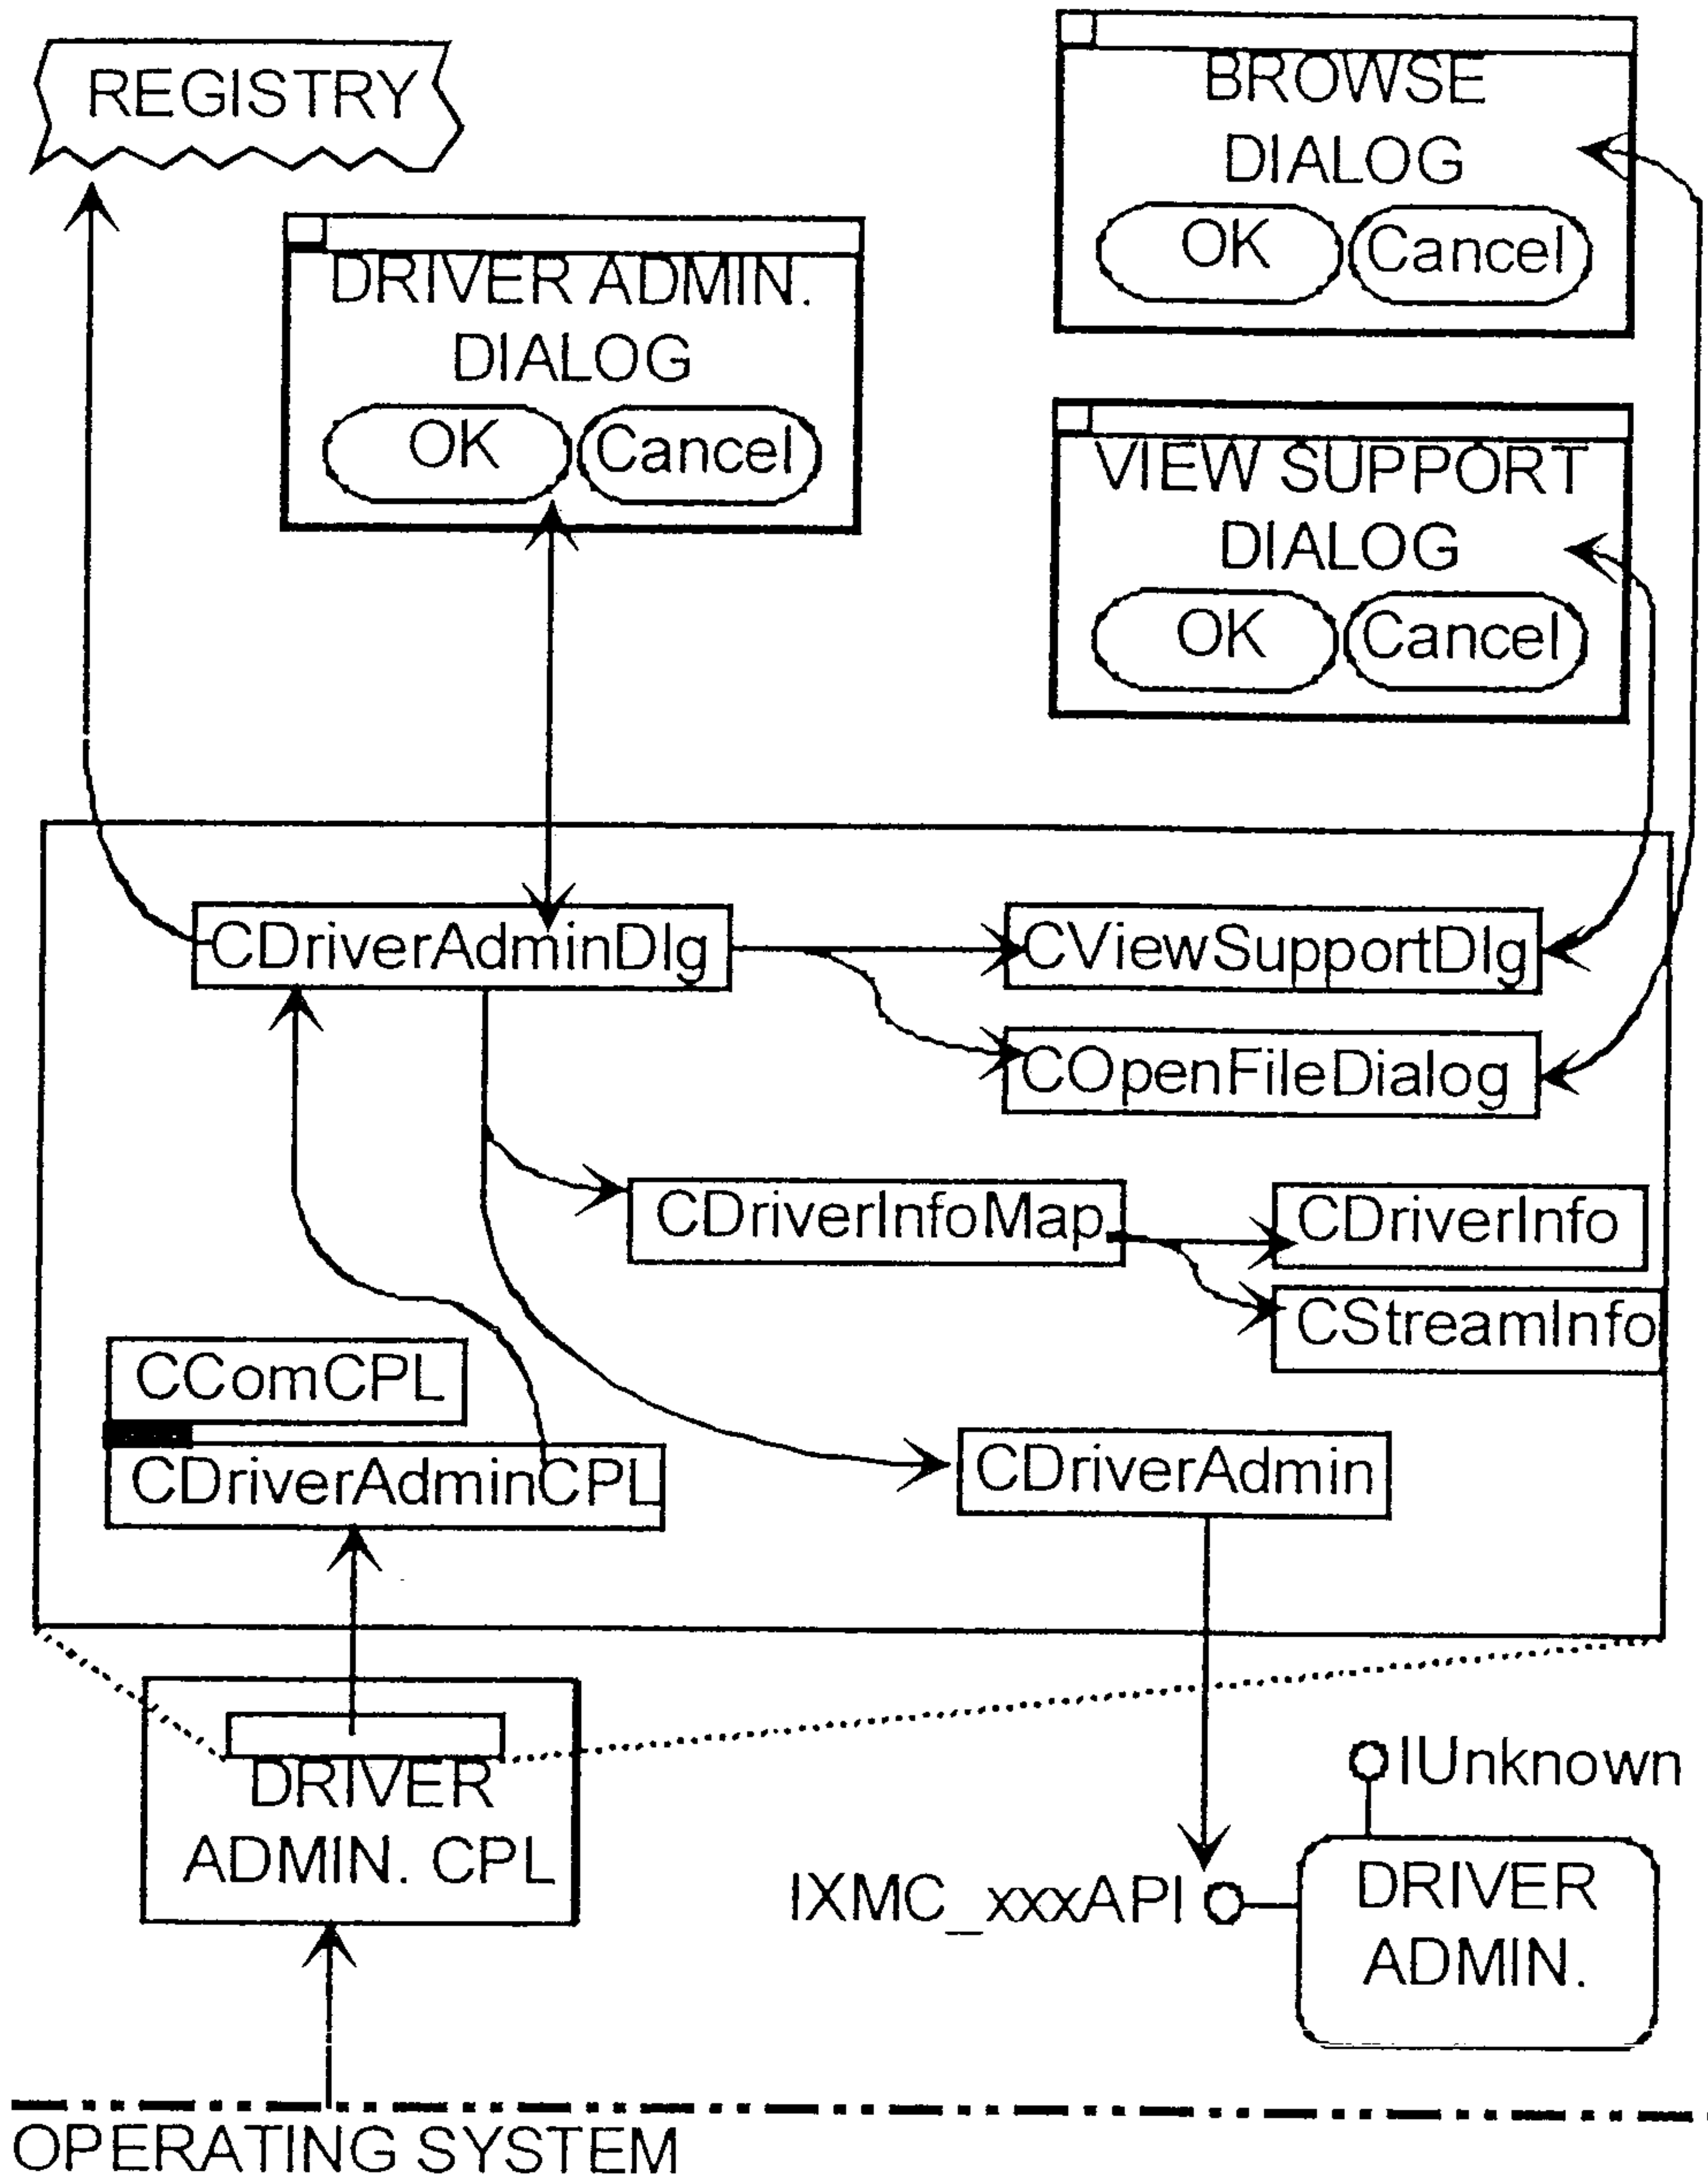 REGISTRY
BROWSE
DIALOG
OK Cancel
DRIVER ADMIN.
DIALOG
OK Cancel
VIEW SUPPORT
DIALOG
OK Cancel
CDriverAdminDlg
CViewSupportDlg
COpenFileDialog
CDriverInfoMap
CDriverInfo
CStreamInfo
CComCPL
CDriverAdminCPL
CDriverAdmin
DRIVER
ADMIN. CPL
IUnknown
IXMC_xxxAPI
DRIVER
ADMIN.
OPERATING SYSTEM